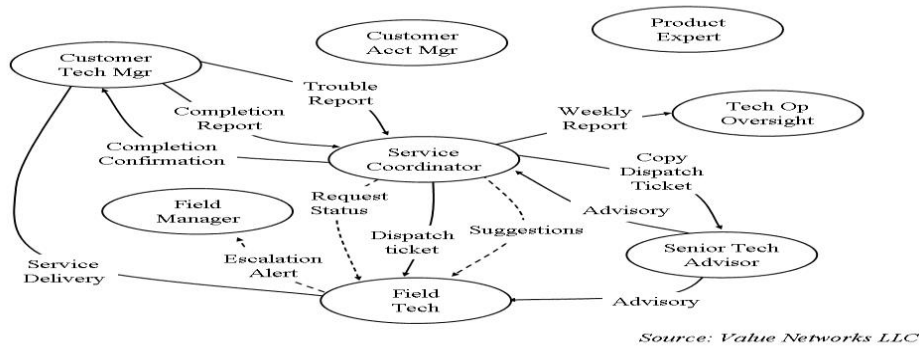 Customer
Acct Mgr
Product
Expert
Customer
Tech Mgr
Trouble
Report
Completion
Report
Weekly
Report
Tech Op
Oversight
Completion
Confirmation
Service
Coordinator
Copy
Dispatch
Ticket
Request
Status
Field
Manager
Advisory
Suggestions
Dispatch
ticket
Senior Tech
Advisor
Escalation
Alert
Service
Delivery
Field
Tech
Advisory
Source: Value Networks LLC